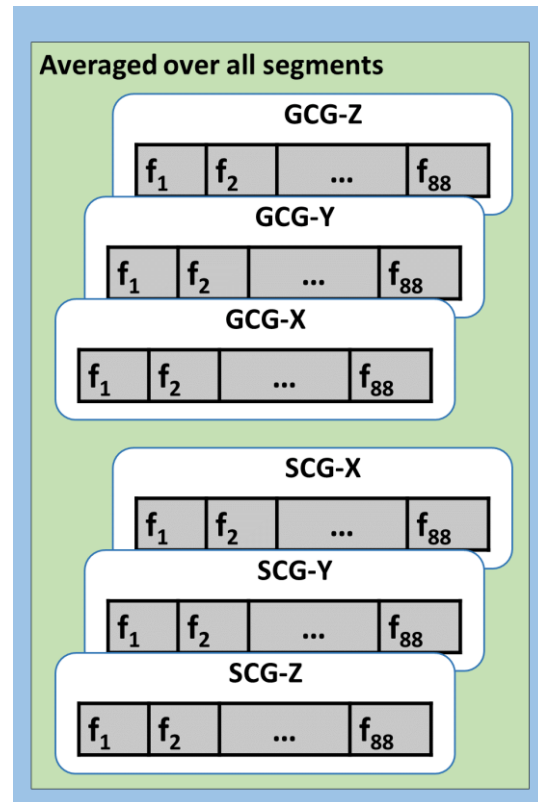 Averaged over all segments
GCG-Z
f1 f2 ... f88
GCG-Y
f1 f2 ... f88
GCG-X
f1 f2 ... f88
SCG-X
f1 f2 ... f88
SCG-Y
f1 f2 ... f88
SCG-Z
f1 f2 ... f88